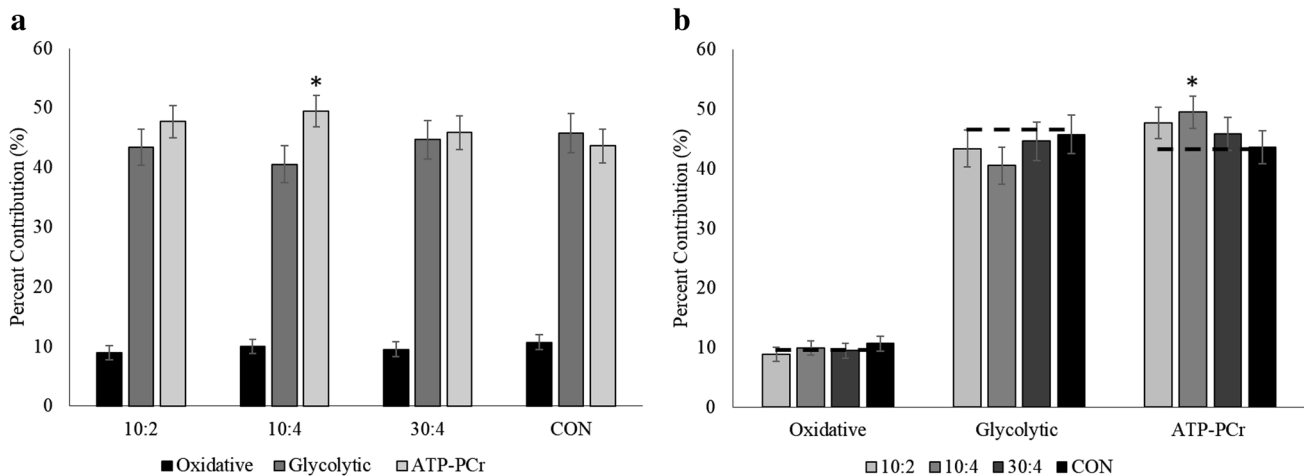 a
Percent Contribution (%)
60
50
40
30
20
10
0
*
10:2 10:4 30:4 CON
Oxidative Glycolytic ATP-PCr
b
Percent Contribution (%)
60
50
40
30
20
10
0
*
Oxidative Glycolytic ATP-PCr
10:2 10:4 30:4 CON